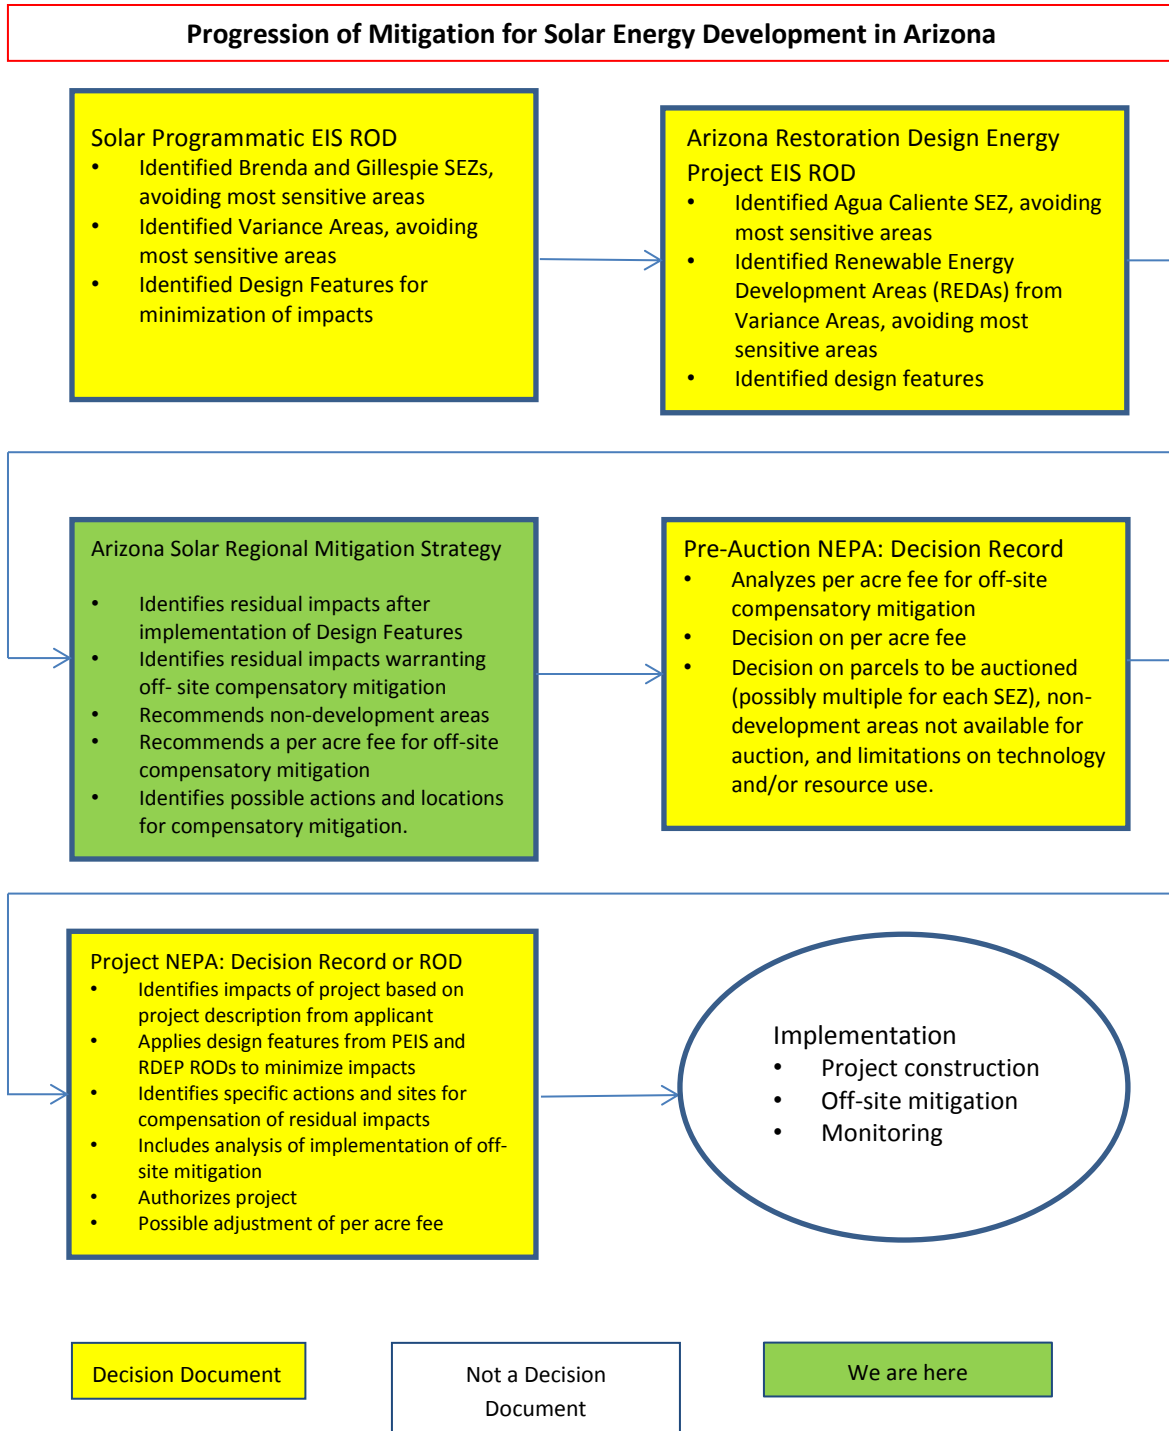 Progression of Mitigation for Solar Energy Development in Arizona
Solar Programmatic EIS ROD
• Identified Brenda and Gillespie SEZs,
avoiding most sensitive areas
• Identified Variance Areas, avoiding
most sensitive areas
• Identified Design Features for
minimization of impacts
Arizona Restoration Design Energy
Project EIS ROD
• Identified Agua Caliente SEZ, avoiding
most sensitive areas
• Identified Renewable Energy
Development Areas (REDAs) from
Variance Areas, avoiding most
sensitive areas
• Identified design features
Arizona Solar Regional Mitigation Strategy
• Identifies residual impacts after
implementation of Design Features
• Identifies residual impacts warranting
off- site compensatory mitigation
• Recommends non-development areas
• Recommends a per acre fee for off-site
compensatory mitigation
• Identifies possible actions and locations
for compensatory mitigation.
Pre-Auction NEPA: Decision Record
• Analyzes per acre fee for off-site
compensatory mitigation
• Decision on per acre fee
• Decision on parcels to be auctioned
(possibly multiple for each SEZ), non-
development areas not available for
auction, and limitations on technology
and/or resource use.
Project NEPA: Decision Record or ROD
• Identifies impacts of project based on
project description from applicant
• Applies design features from PEIS and
RDEP RODs to minimize impacts
• Identifies specific actions and sites for
compensation of residual impacts
• Includes analysis of implementation of off-
site mitigation
• Authorizes project
• Possible adjustment of per acre fee
Implementation
• Project construction
• Off-site mitigation
• Monitoring
Decision Document
Not a Decision
Document
We are here